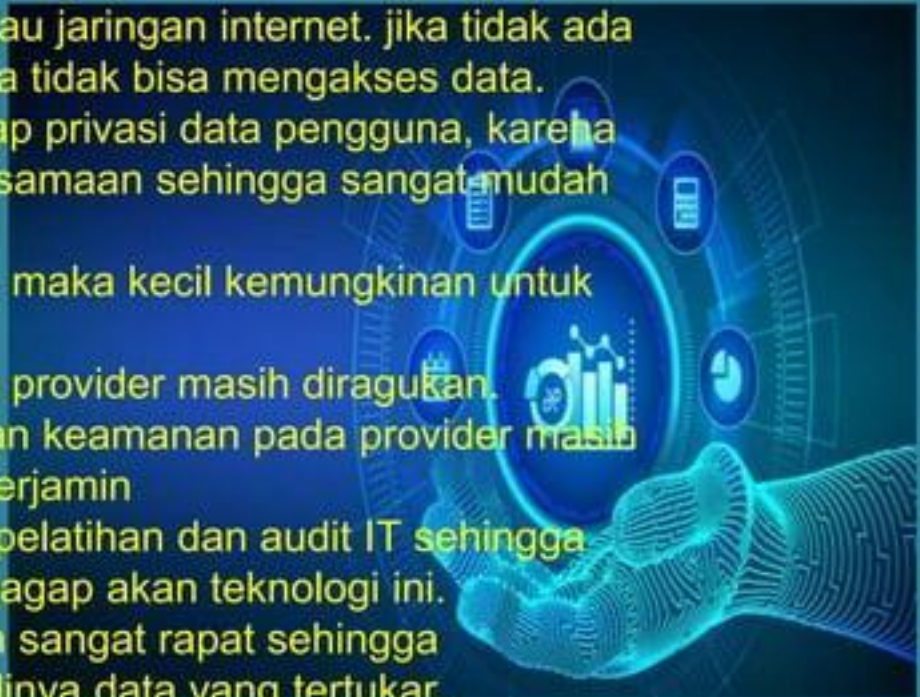 au jaringan internet. jika tidak ada
a tidak bisa mengakses data.
ap privasi data pengguna, karena
samaan sehingga sangat mudah
maka kecil kemungkinan untuk
provider masih diragukan.
an keamanan pada provider masih
erjamin
pelatihan dan audit IT sehingga
agap akan teknologi ini.
sangat rapat sehingga
dinya data yang tertukar